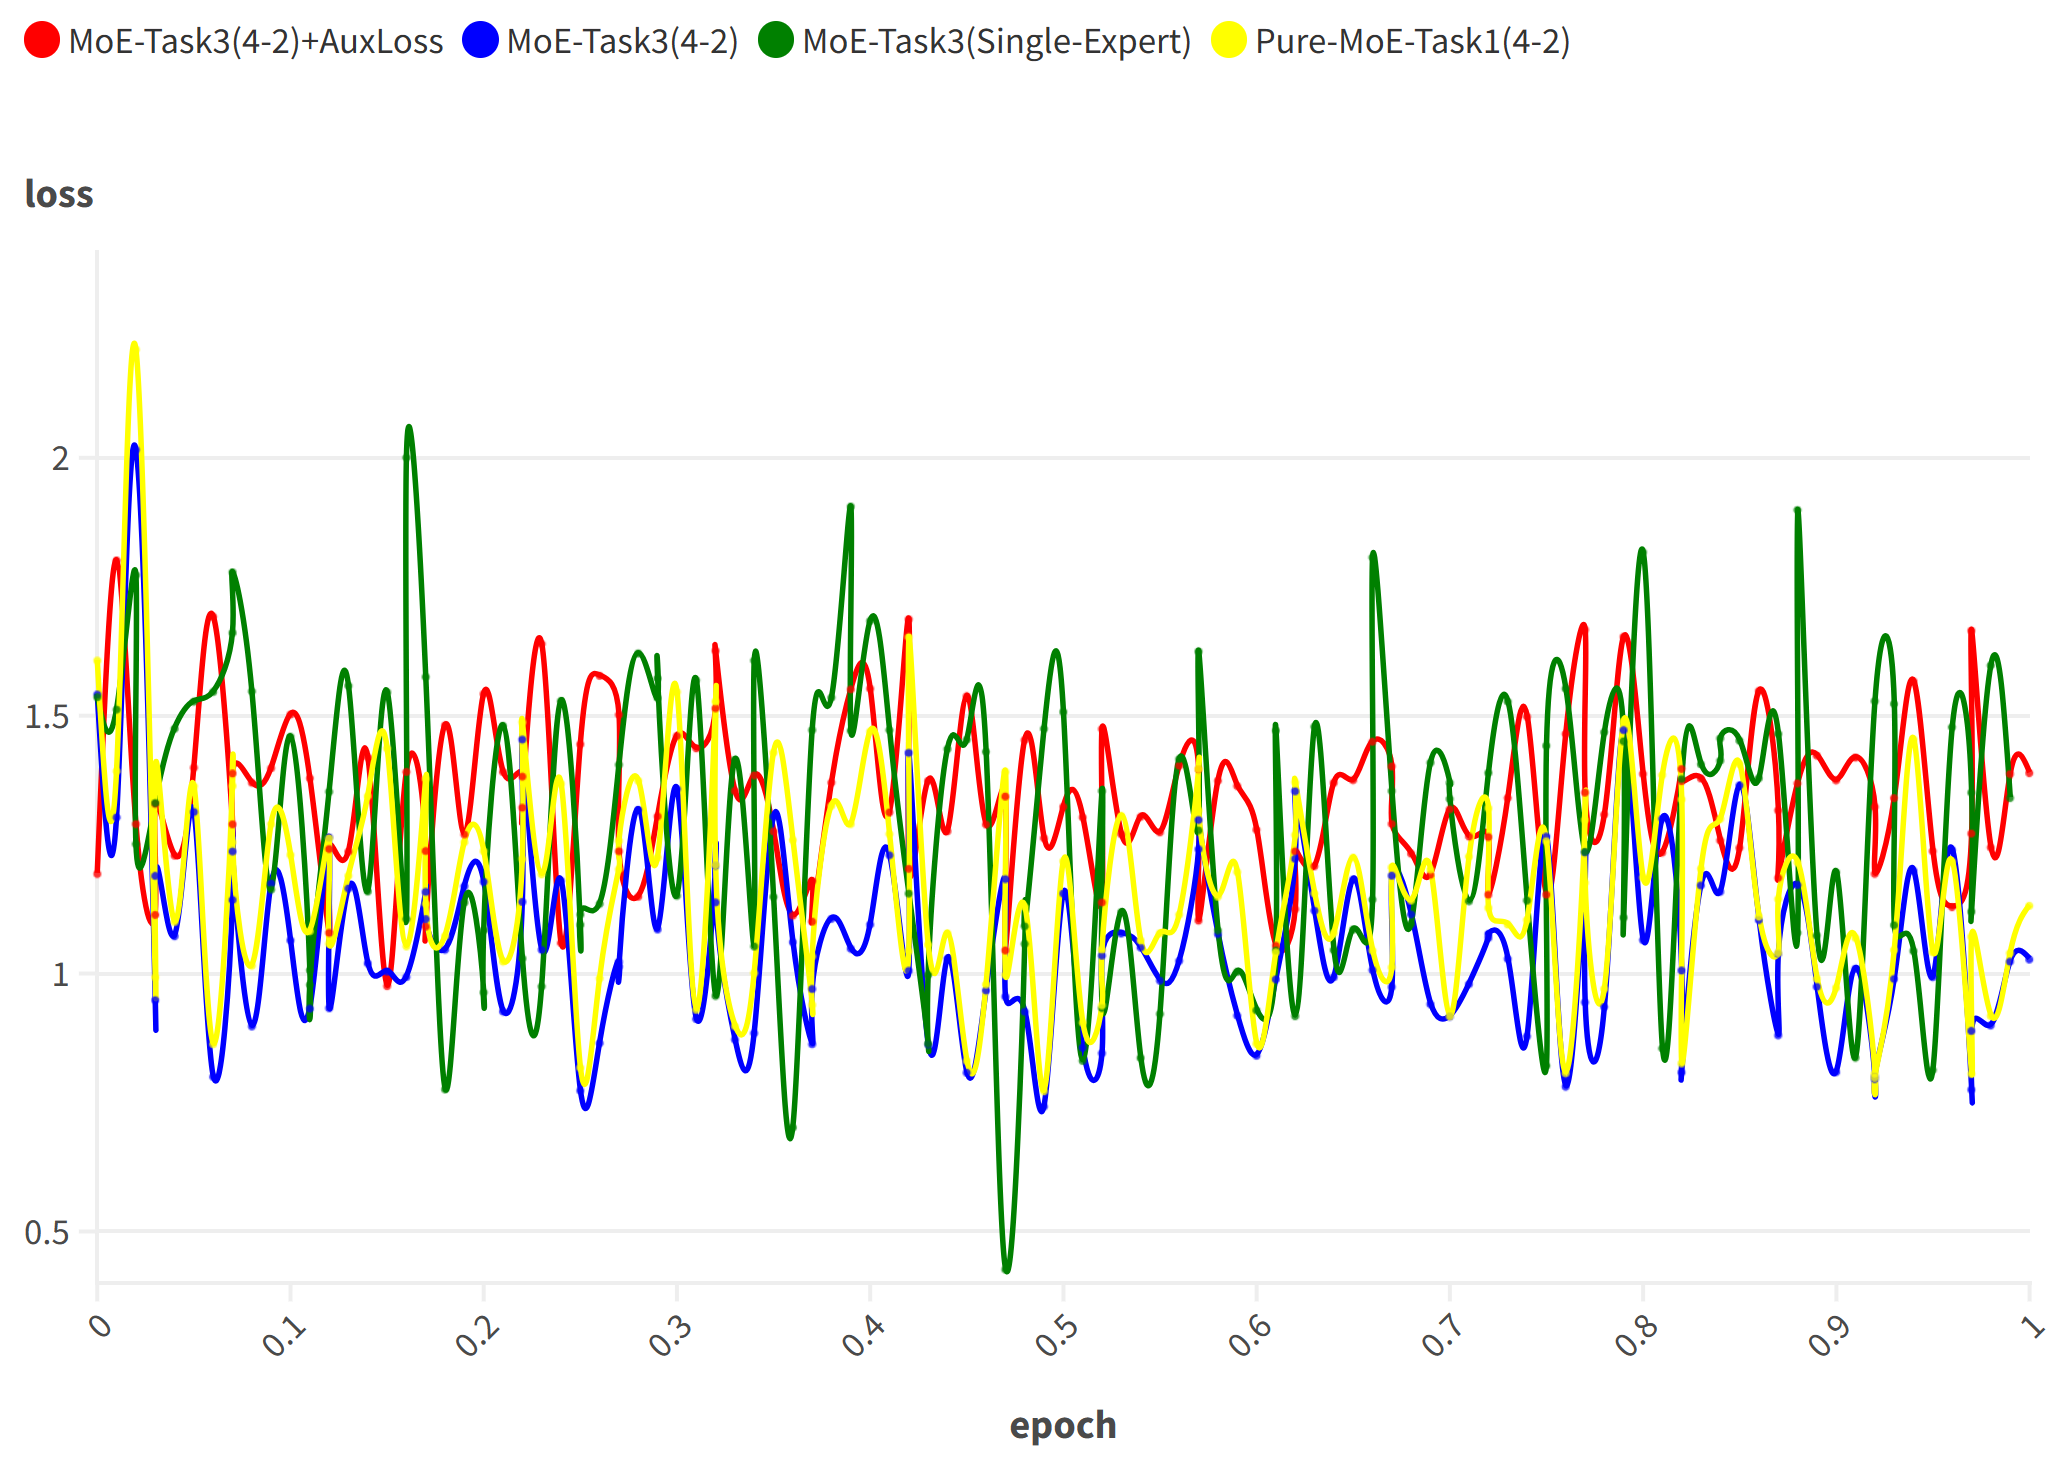 MoE-Task3(4-2)+AuxLoss MoE-Task3(4-2) MoE-Task3(Single-Expert) Pure-MoE-Task1(4-2)
loss
2
1.5
1
0.5
0 0.1 0.2 0.3 0.4 0.5 0.6 0.7 0.8 0.9 1
epoch